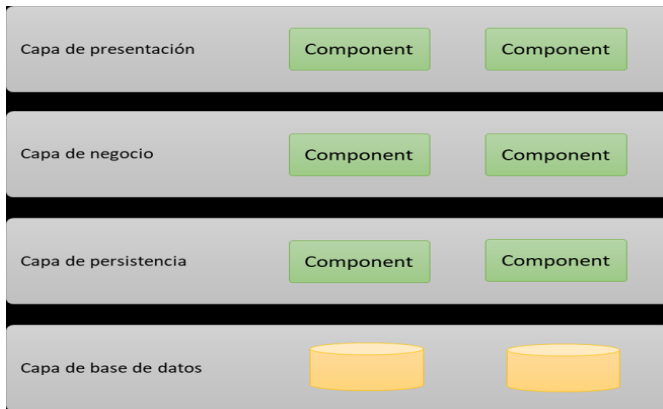 Capa de presentación Component Component
Capa de negocio Component Component
Capa de persistencia Component Component
Capa de base de datos